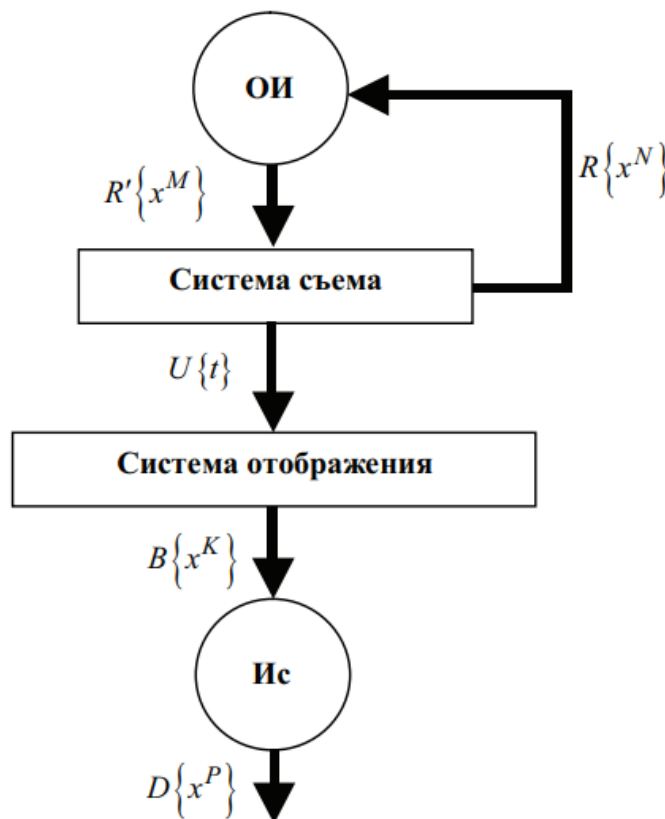 ОИ
R{x^N}
R′{x^M}
Система съема
U{t}
Система отображения
B{x^K}
Ис
D{x^P}